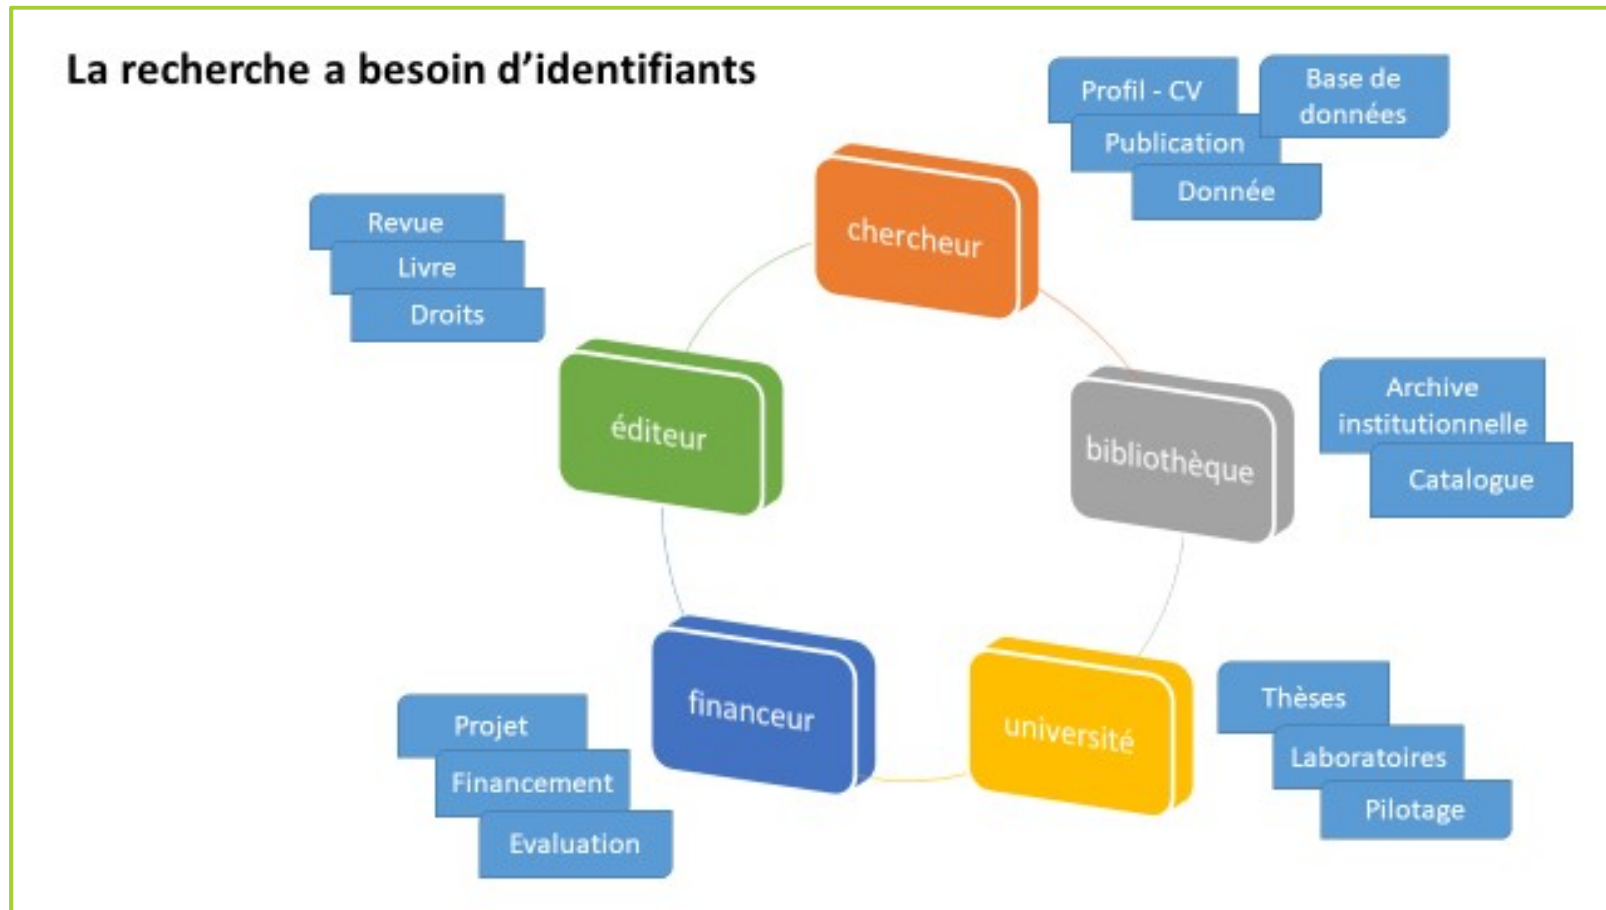 La recherche a besoin d’identifiants
Profil - CV
Base de
données
Publication
Donnée
chercheur
Revue
Livre
Droits
éditeur
bibliothèque
Archive
institutionnelle
Catalogue
financeur
université
Projet
Financement
Evaluation
Thèses
Laboratoires
Pilotage